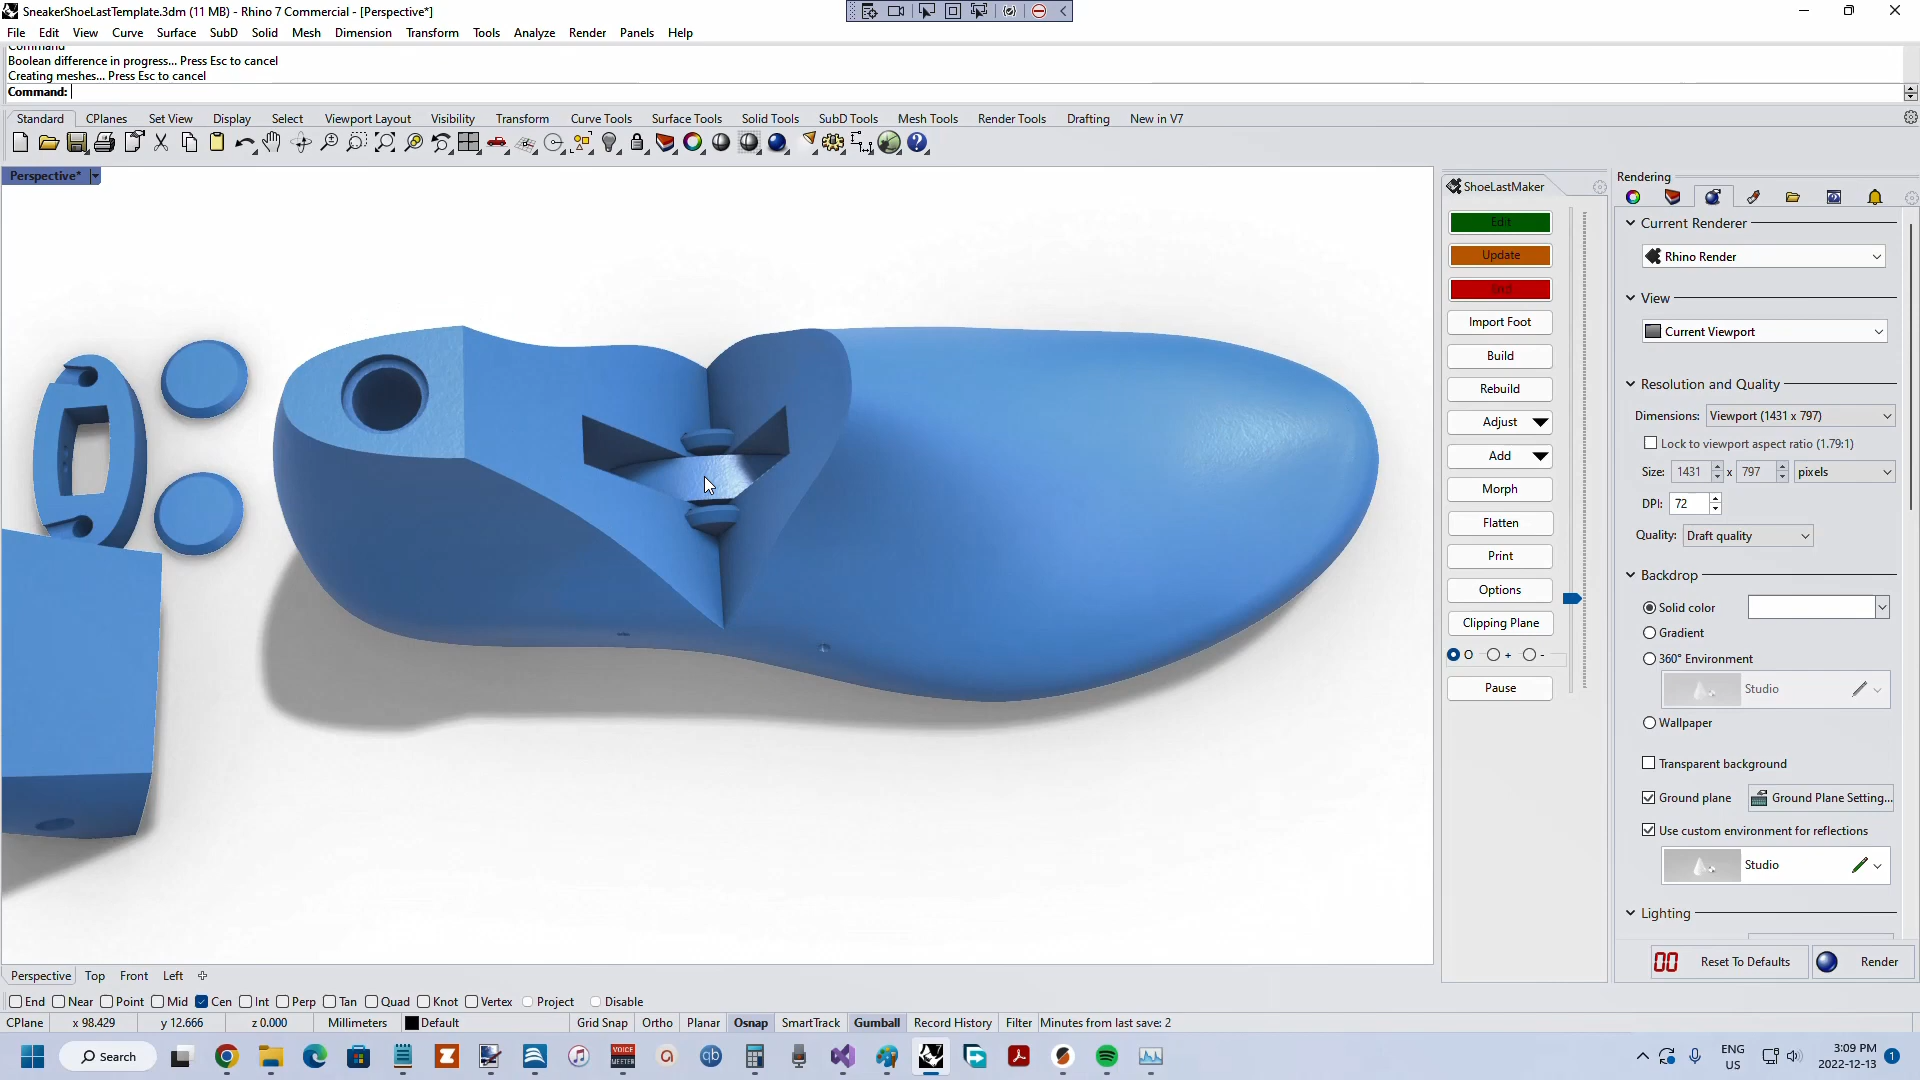 SneakerShoeLastTemplate.3dm (11 MB) - Rhino 7 Commercial - [Perspective*]
File Edit View Curve Surface SubD Solid Mesh Dimension Transform Tools Analyze Render Panels Help
Command
Boolean difference in progress... Press Esc to cancel
Creating meshes... Press Esc to cancel
Command:
Standard CPlanes Set View Display Select Viewport Layout Visibility Transform Curve Tools Surface Tools Solid Tools SubD Tools Mesh Tools Render Tools Drafting New in V7
Perspective*
ShoeLastMaker
Edit
Update
End
Import Foot
Build
Rebuild
Adjust
Add
Morph
Flatten
Print
Options
Clipping Plane
O + -
Pause
Rendering
Current Renderer
Rhino Render
View
Current Viewport
Resolution and Quality
Dimensions: Viewport (1431 x 797)
Lock to viewport aspect ratio (1.79:1)
Size: 1431 x 797 pixels
DPI: 72
Quality: Draft quality
Backdrop
Solid color
Gradient
360° Environment
Studio
Wallpaper
Transparent background
Ground plane Ground Plane Setting...
Use custom environment for reflections
Studio
Lighting
Reset To Defaults Render
Perspective Top Front Left
End Near Point Mid Cen Int Perp Tan Quad Knot Vertex Project Disable
CPlane x 98.429 y 12.666 z 0.000 Millimeters Default Grid Snap Ortho Planar Osnap SmartTrack Gumball Record History Filter Minutes from last save: 2
Search
VOICE
MEETER
qb
ENG
US
3:09 PM
2022-12-13
1